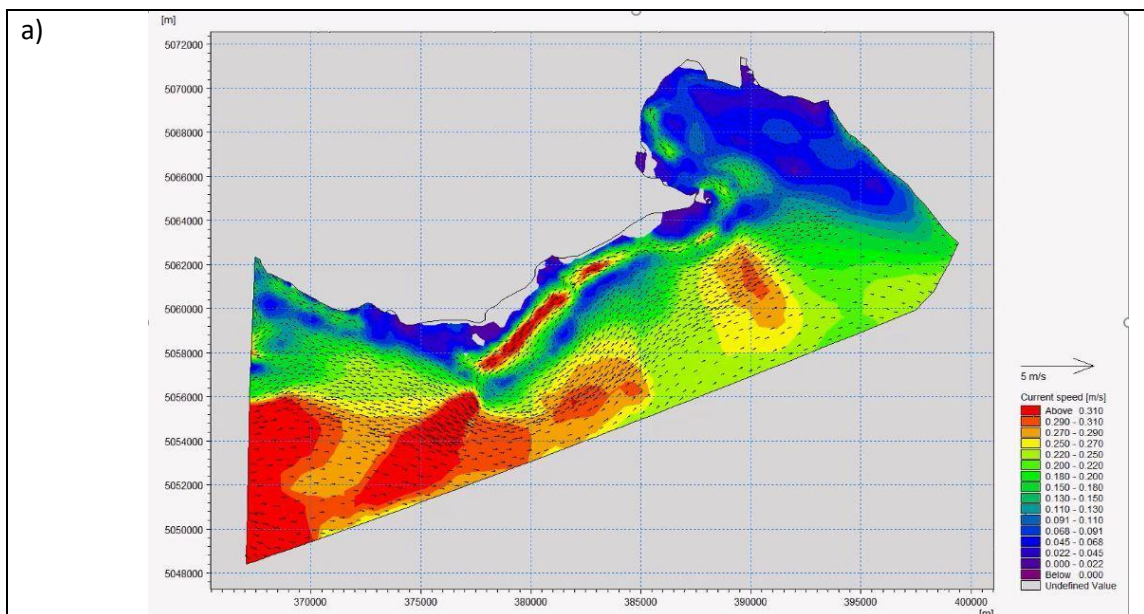 a)
[m]
5072000
5070000
5068000
5066000
5064000
5062000
5060000
5058000
5056000
5054000
5052000
5050000
5048000
370000
375000
380000
385000
390000
395000
400000
[m]
5 m/s
Current speed [m/s]
Above 0.310
0.290 - 0.310
0.270 - 0.290
0.250 - 0.270
0.220 - 0.250
0.200 - 0.220
0.180 - 0.200
0.150 - 0.180
0.130 - 0.150
0.110 - 0.130
0.091 - 0.110
0.068 - 0.091
0.045 - 0.068
0.022 - 0.045
0.000 - 0.022
Below 0.000
Undefined Value